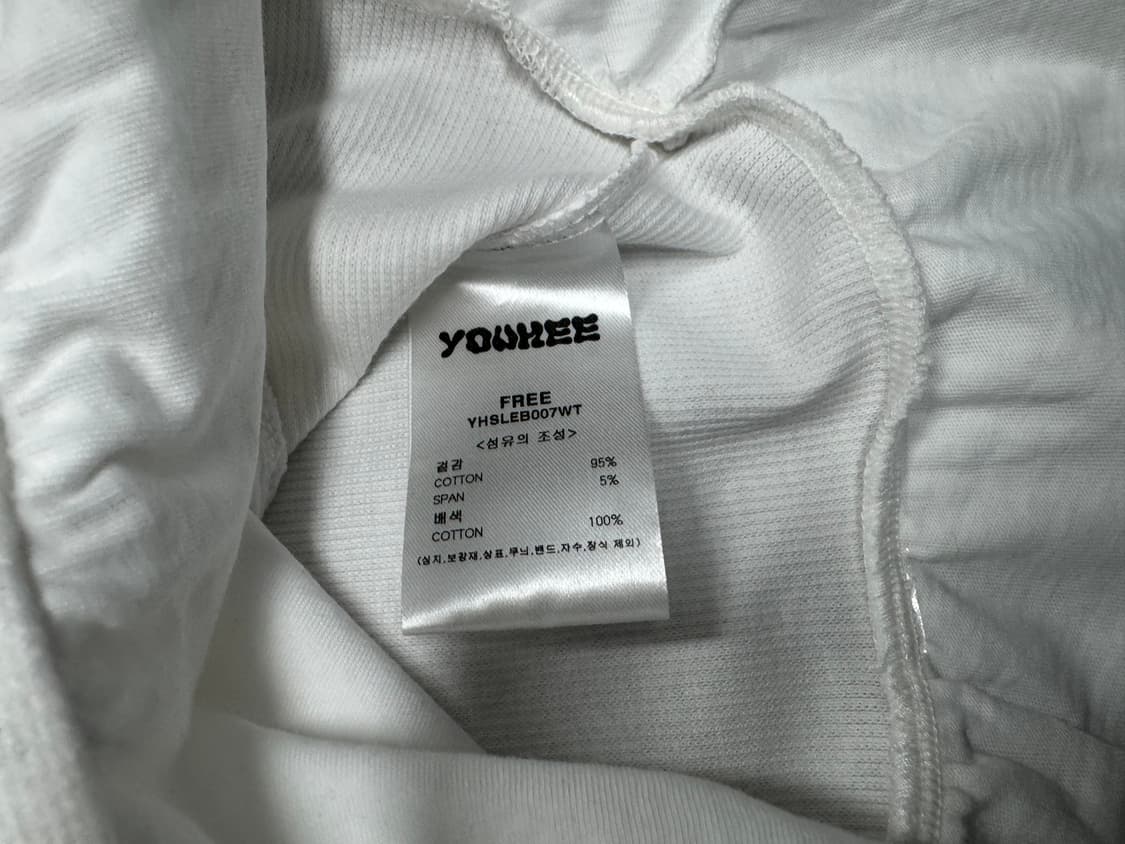 YOUHEE
FREE
YHSLEB007WT
<섬유의 조성>
겉감
COTTON 95%
SPAN 5%
배색
COTTON 100%
(심지,보강재,상표,무늬,밴드,자수,장식 제외)